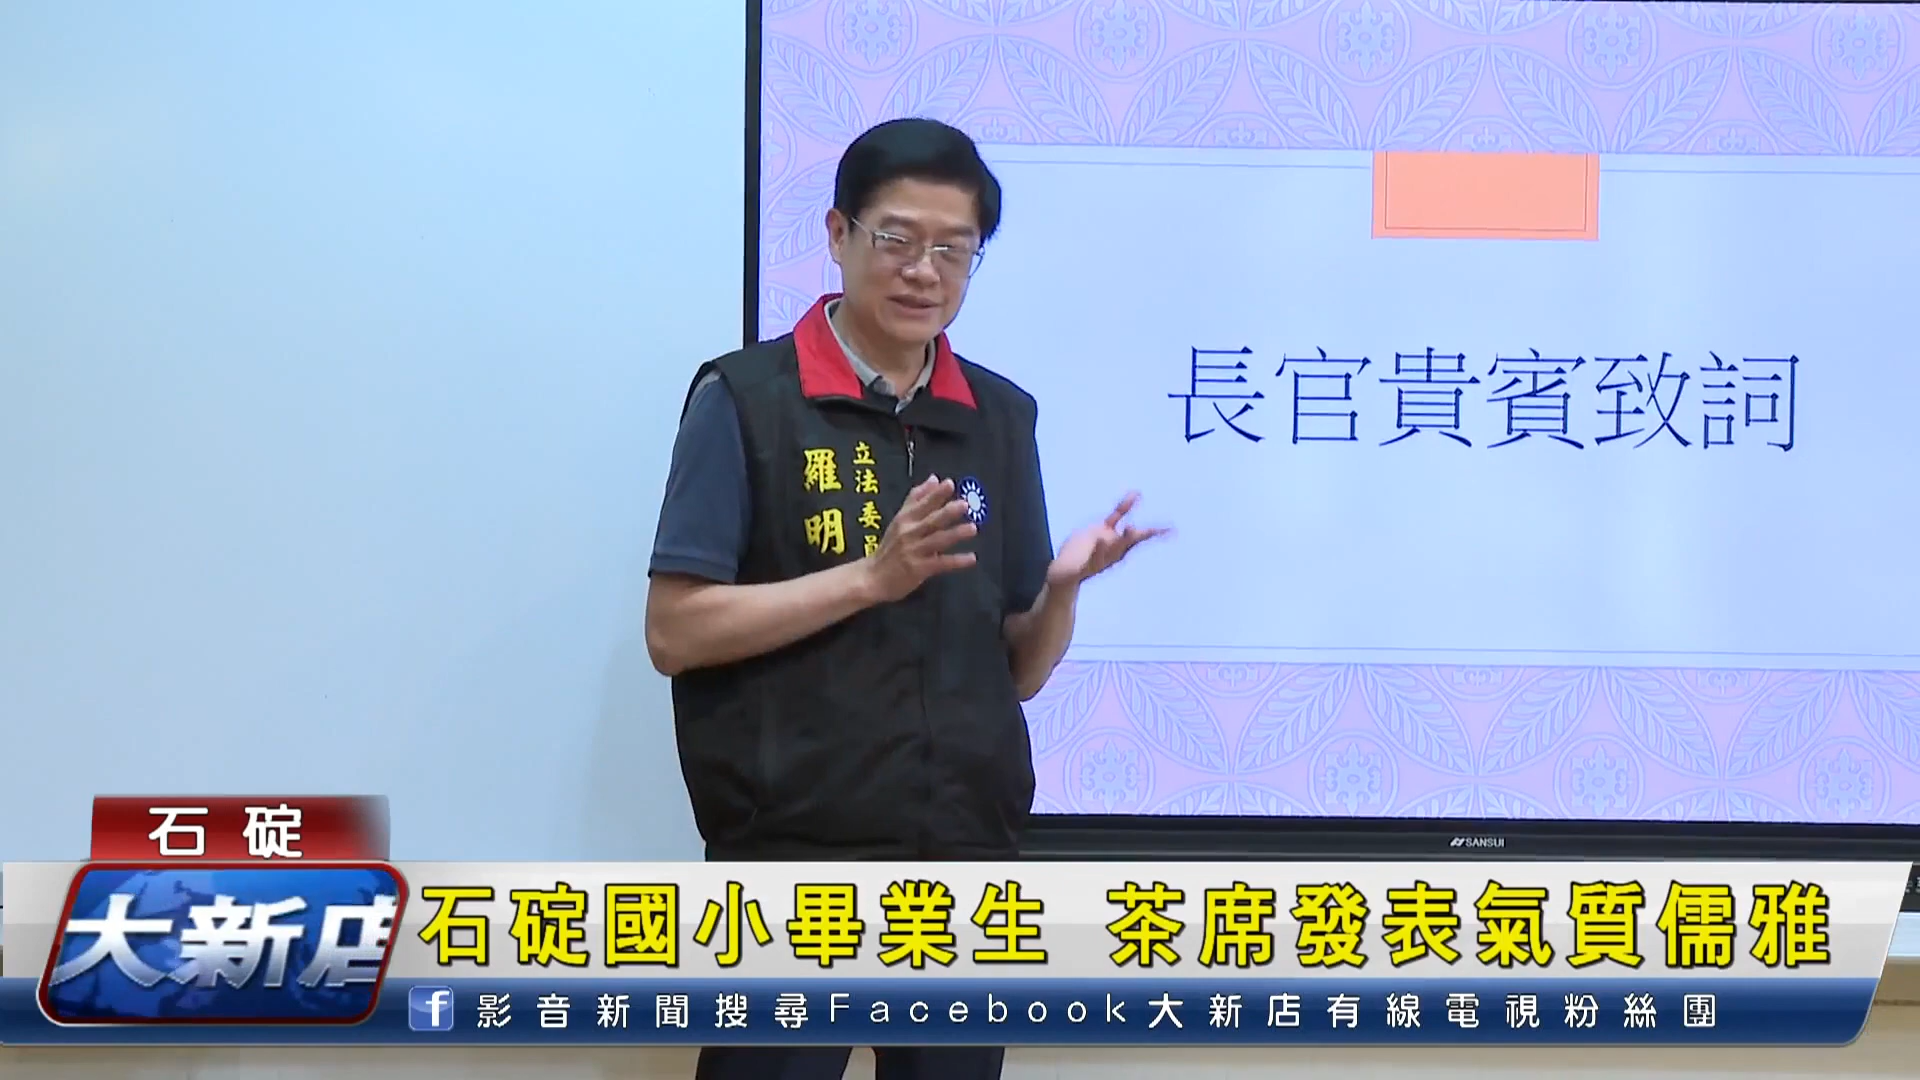 長官貴賓致詞
立法委員
羅明
SANSUI
石碇
大新店
石碇國小畢業生 茶席發表氣質儒雅
影音新聞搜尋Facebook大新店有線電視粉絲團